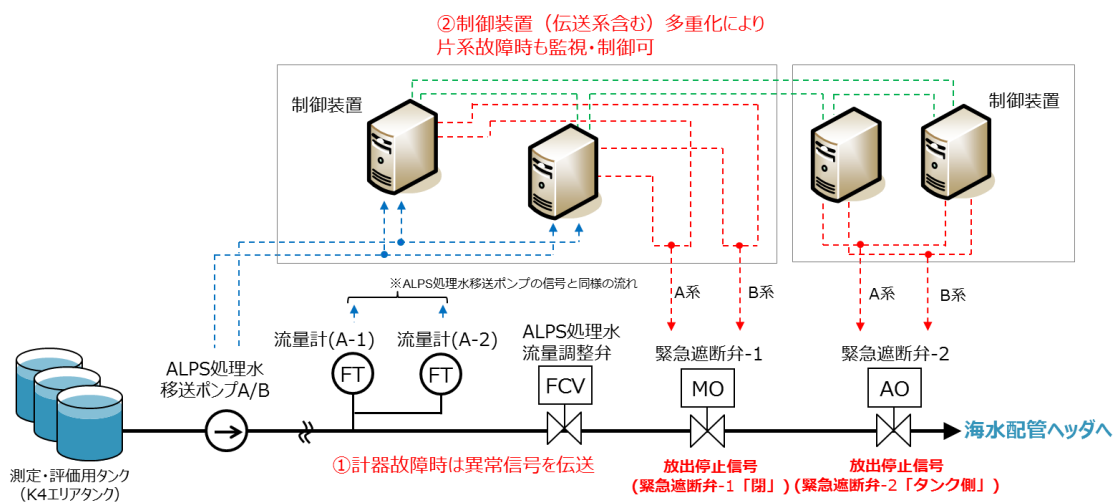 ②制御装置（伝送系含む）多重化により
片系故障時も監視・制御可
制御装置
制御装置
※ALPS処理水移送ポンプの信号と同様の流れ
A系
B系
A系
B系
流量計(A-1)
流量計(A-2)
ALPS処理水
流量調整弁
緊急遮断弁-1
緊急遮断弁-2
ALPS処理水
移送ポンプA/B
FT
FT
FCV
MO
AO
海水配管ヘッダへ
測定・評価用タンク
（K4エリアタンク）
①計器故障時は異常信号を伝送
放出停止信号
(緊急遮断弁-1「閉」)
放出停止信号
(緊急遮断弁-2「タンク側」)